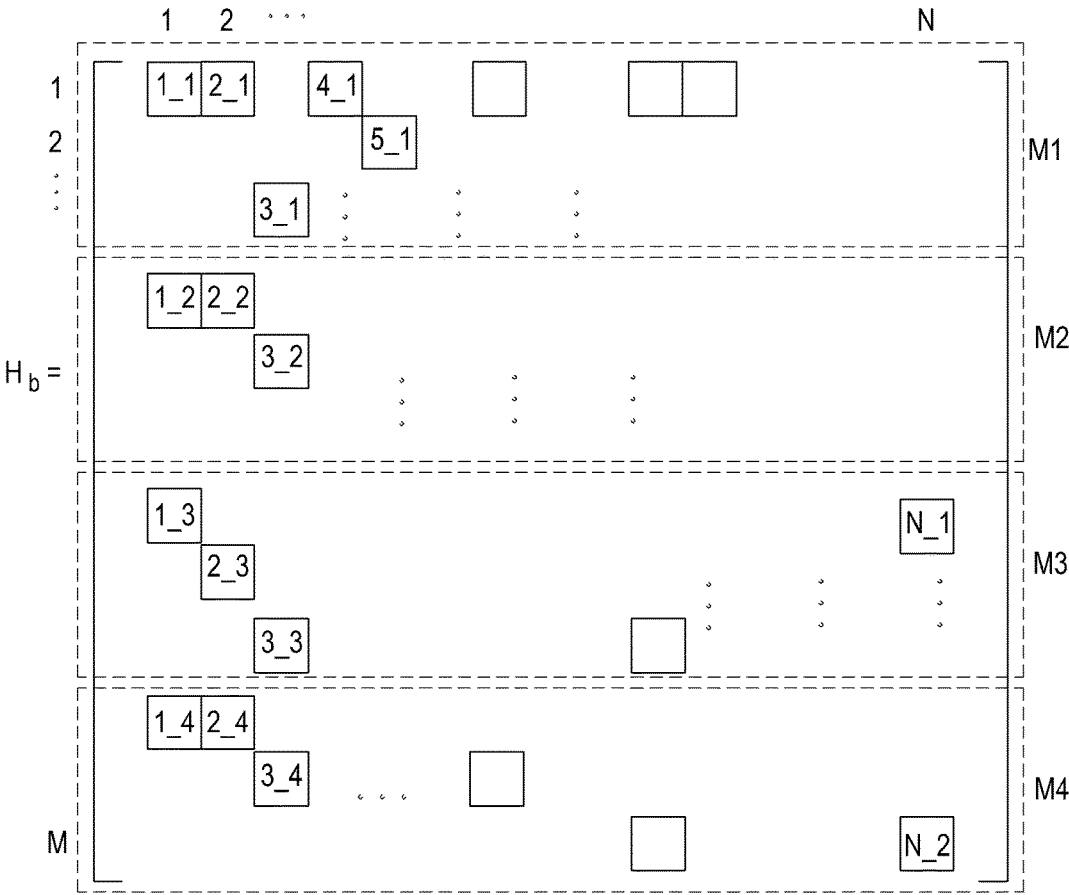 1 2 ... N
1 1_1 2_1 4_1
2 5_1 M1
3_1
1_2 2_2
M2
3_2
H_b =
1_3 N_1
2_3 M3
3_3
1_4 2_4
3_4 M4
M N_2